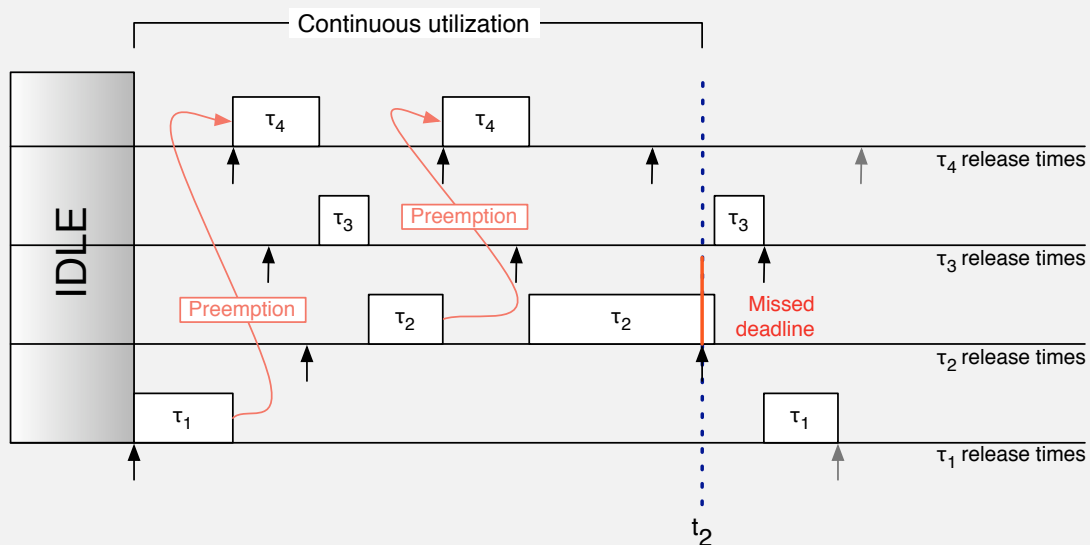 Continuous utilization
IDLE
τ4
τ4
τ4 release times
τ3
Preemption
τ3
τ3 release times
Preemption
τ2
τ2
Missed
deadline
τ2 release times
τ1
τ1
τ1 release times
t2